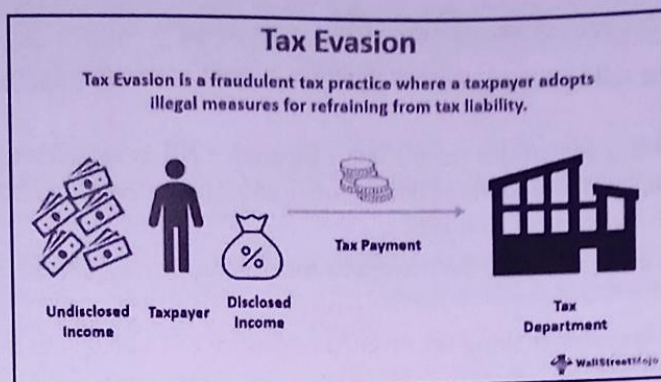 Tax Evasion
Tax Evasion is a fraudulent tax practice where a taxpayer adopts
illegal measures for refraining from tax liability.
Tax Payment
Undisclosed
Income
Taxpayer
Disclosed
Income
Tax
Department
WallStreetMojo